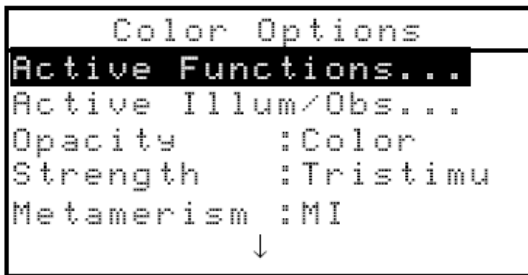 Color Options
Active Functions...
Active Illum/Obs...
Opacity :Color
Strength :Tristimu
Metamerism :MI
↓